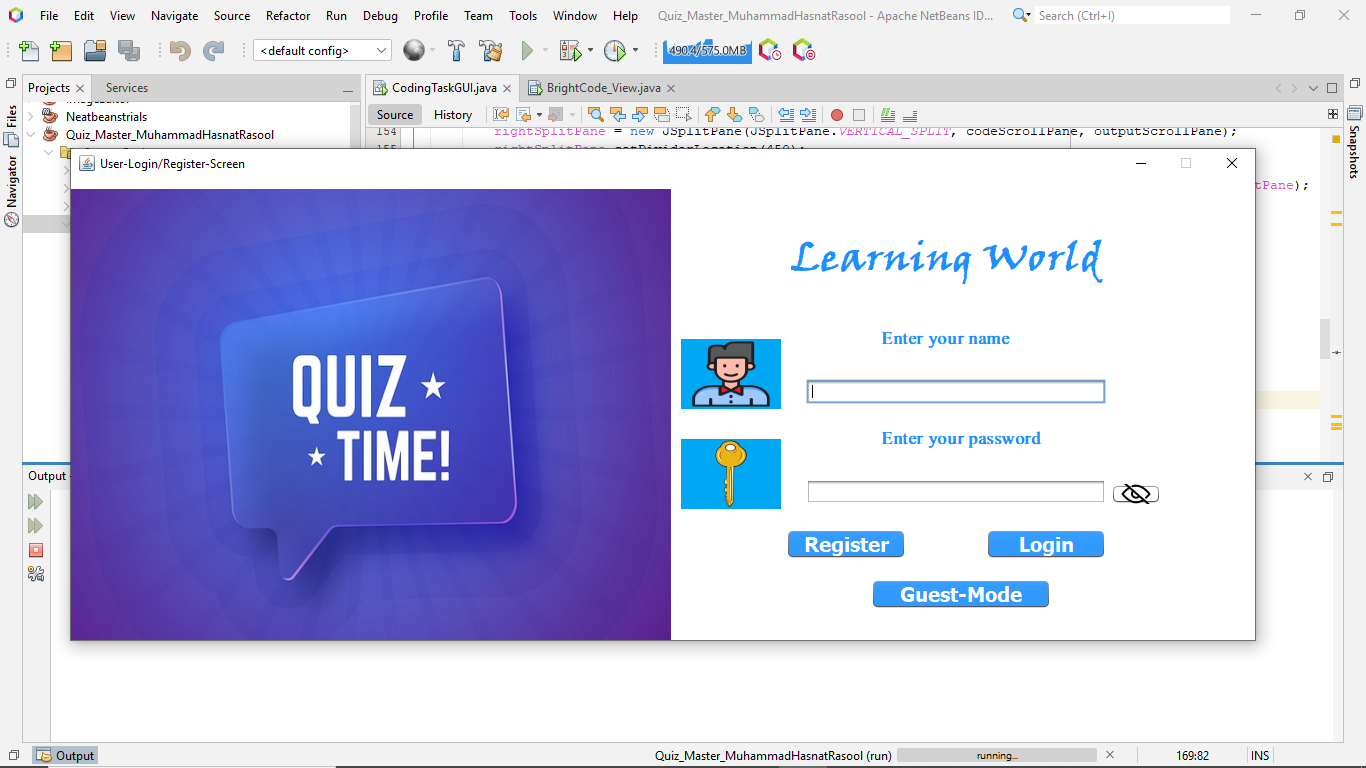 File Edit View Navigate Source Refactor Run Debug Profile Team Tools Window Help Quiz_Master_MuhammadHasnatRasool - Apache NetBeans ID... Search (Ctrl+I)
<default config> 490.4/575.0MB
Projects Services CodingTaskGUI.java BrightCode_View.java
Files
Navigator
Snapshots
Source History
Neatbeanstrials
Quiz_Master_MuhammadHasnatRasool
154 rightSplitPane = new JSplitPane(JSplitPane.VERTICAL_SPLIT, codeScrollPane, outputScrollPane);
155
User-Login/Register-Screen
tPane);
QUIZ
TIME!
Learning World
Enter your name
Enter your password
Register Login
Guest-Mode
Output
Output Quiz_Master_MuhammadHasnatRasool (run) running... 169:82 INS